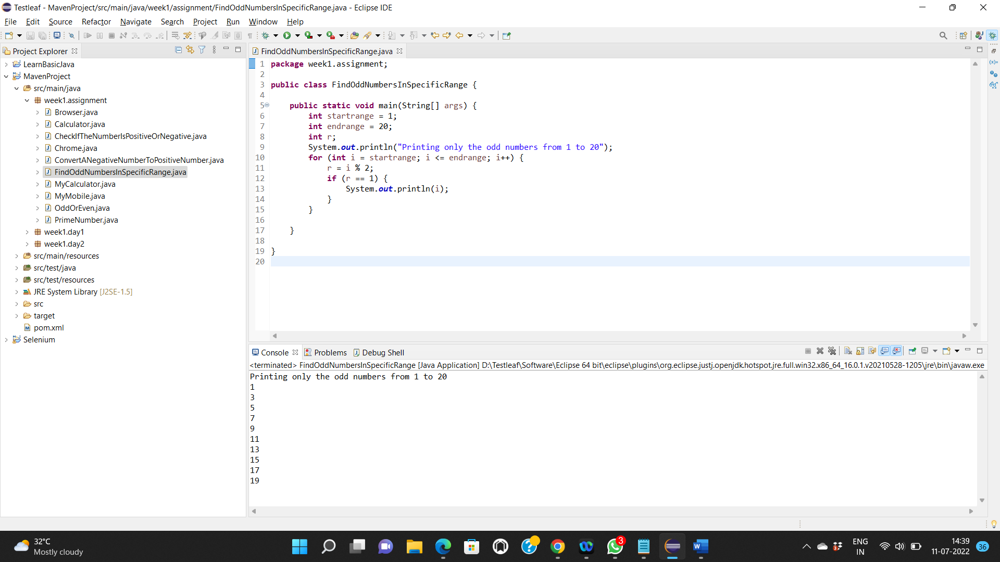 Testleaf - MavenProject/src/main/java/week1/assignment/FindOddNumbersInSpecificRange.java - Eclipse IDE
File Edit Source Refactor Navigate Search Project Run Window Help
Project Explorer
LearnBasicJava
MavenProject
src/main/java
week1.assignment
Browser.java
Calculator.java
CheckIfTheNumberIsPositiveOrNegative.java
Chrome.java
ConvertANegativeNumberToPositiveNumber.java
FindOddNumbersInSpecificRange.java
MyCalculator.java
MyMobile.java
OddOrEven.java
PrimeNumber.java
week1.day1
week1.day2
src/main/resources
src/test/java
src/test/resources
JRE System Library [J2SE-1.5]
src
target
pom.xml
Selenium
FindOddNumbersInSpecificRange.java
1 package week1.assignment;
2
3 public class FindOddNumbersInSpecificRange {
4
5 public static void main(String[] args) {
6 int startrange = 1;
7 int endrange = 20;
8 int r;
9 System.out.println("Printing only the odd numbers from 1 to 20");
10 for (int i = startrange; i <= endrange; i++) {
11 r = i % 2;
12 if (r == 1) {
13 System.out.println(i);
14 }
15 }
16
17 }
18
19 }
20
Console Problems Debug Shell
<terminated> FindOddNumbersInSpecificRange [Java Application] D:\Testleaf\Software\Eclipse 64 bit\eclipse\plugins\org.eclipse.justj.openjdk.hotspot.jre.full.win32.x86_64_16.0.1.v20210528-1205\jre\bin\javaw.exe
Printing only the odd numbers from 1 to 20
1
3
5
7
9
11
13
15
17
19
32°C
Mostly cloudy
3
ENG
IN
14:39
11-07-2022
36